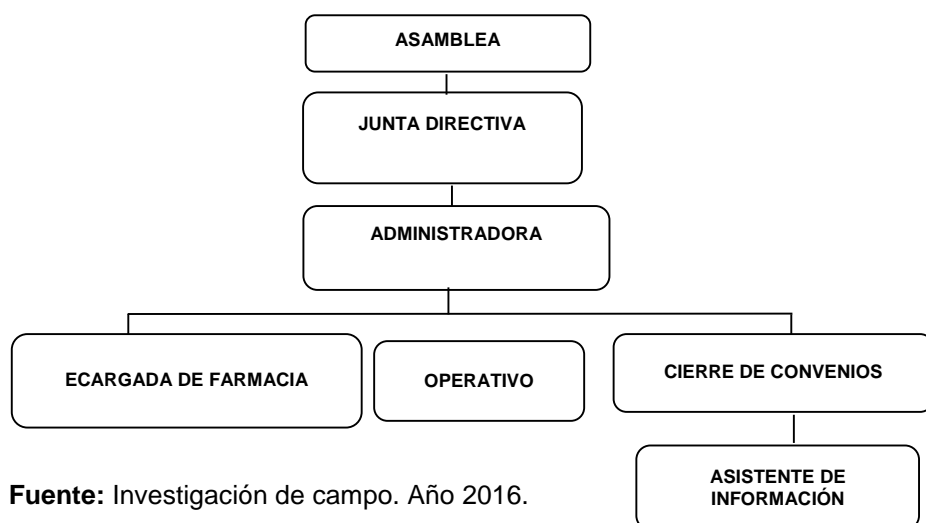 ASAMBLEA
JUNTA DIRECTIVA
ADMINISTRADORA
ECARGADA DE FARMACIA
OPERATIVO
CIERRE DE CONVENIOS
ASISTENTE DE
INFORMACIÓN
Fuente: Investigación de campo. Año 2016.